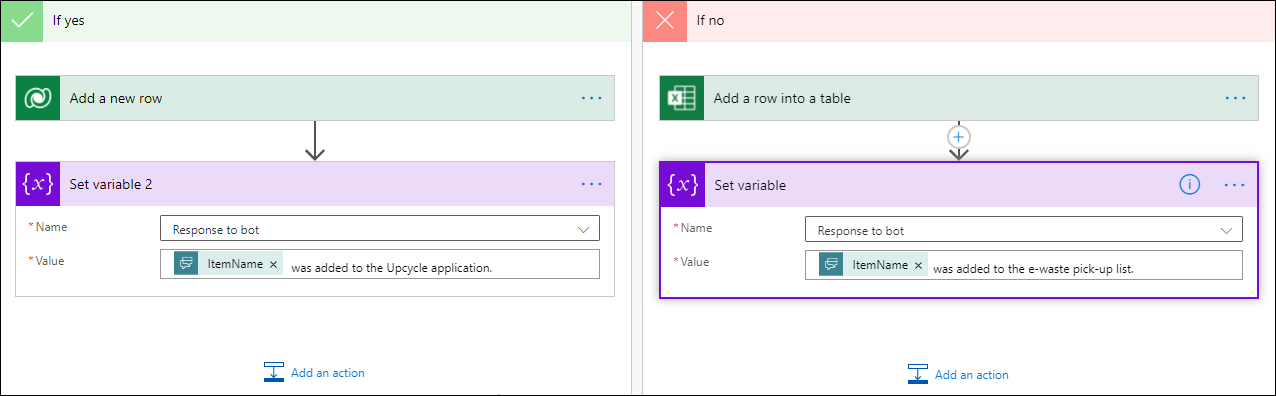 If yes
Add a new row
...
{x} Set variable 2
...
* Name
Response to bot
* Value
ItemName × was added to the Upcycle application.
Add an action
If no
Add a row into a table
...
+
{x} Set variable
i ...
* Name
Response to bot
* Value
ItemName × was added to the e-waste pick-up list.
Add an action